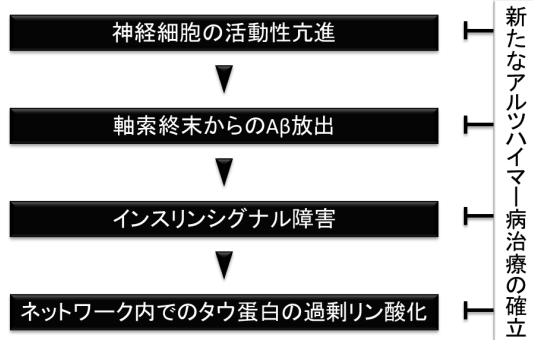 神経細胞の活動性亢進
軸索終末からのAβ放出
インスリンシグナル障害
ネットワーク内でのタウ蛋白の過剰リン酸化
新たなアルツハイマー病治療の確立